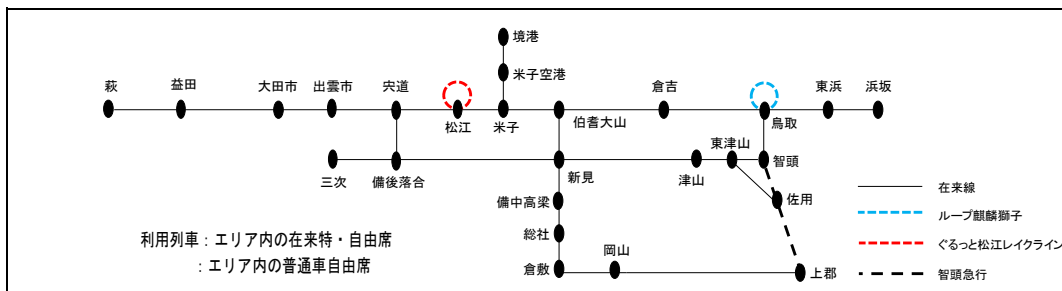 境港
米子空港
萩
益田
大田市
出雲市
宍道
松江
米子
伯耆大山
倉吉
鳥取
東浜
浜坂
三次
備後落合
新見
津山
東津山
智頭
佐用
備中高梁
総社
倉敷
岡山
上郡
利用列車：エリア内の在来特・自由席
：エリア内の普通車自由席
在来線
ループ麒麟獅子
ぐるっと松江レイクライン
智頭急行